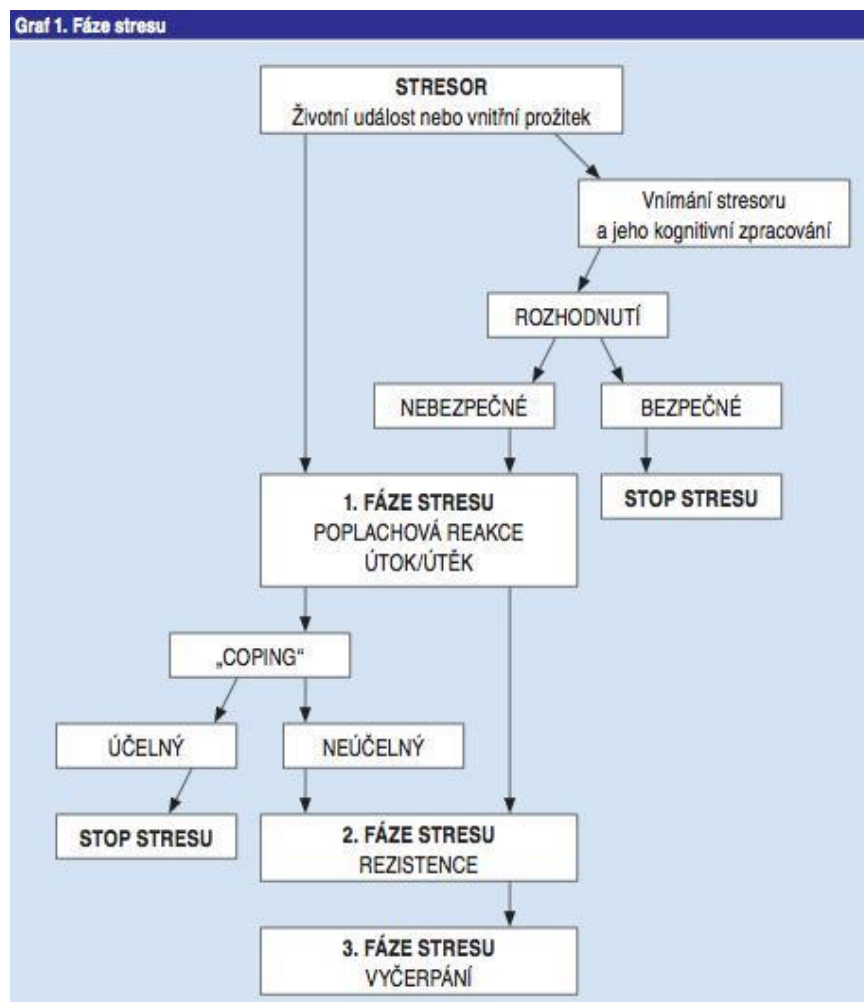 Graf 1. Fáze stresu
STRESOR
Životní událost nebo vnitřní prožitek
Vnímání stresoru
a jeho kognitivní zpracování
ROZHODNUTÍ
NEBEZPEČNÉ
BEZPEČNÉ
STOP STRESU
1. FÁZE STRESU
POPLACHOVÁ REAKCE
ÚTOK/ÚTĚK
„COPING“
ÚČELNÝ
NEÚČELNÝ
STOP STRESU
2. FÁZE STRESU
REZISTENCE
3. FÁZE STRESU
VYČERPÁNÍ